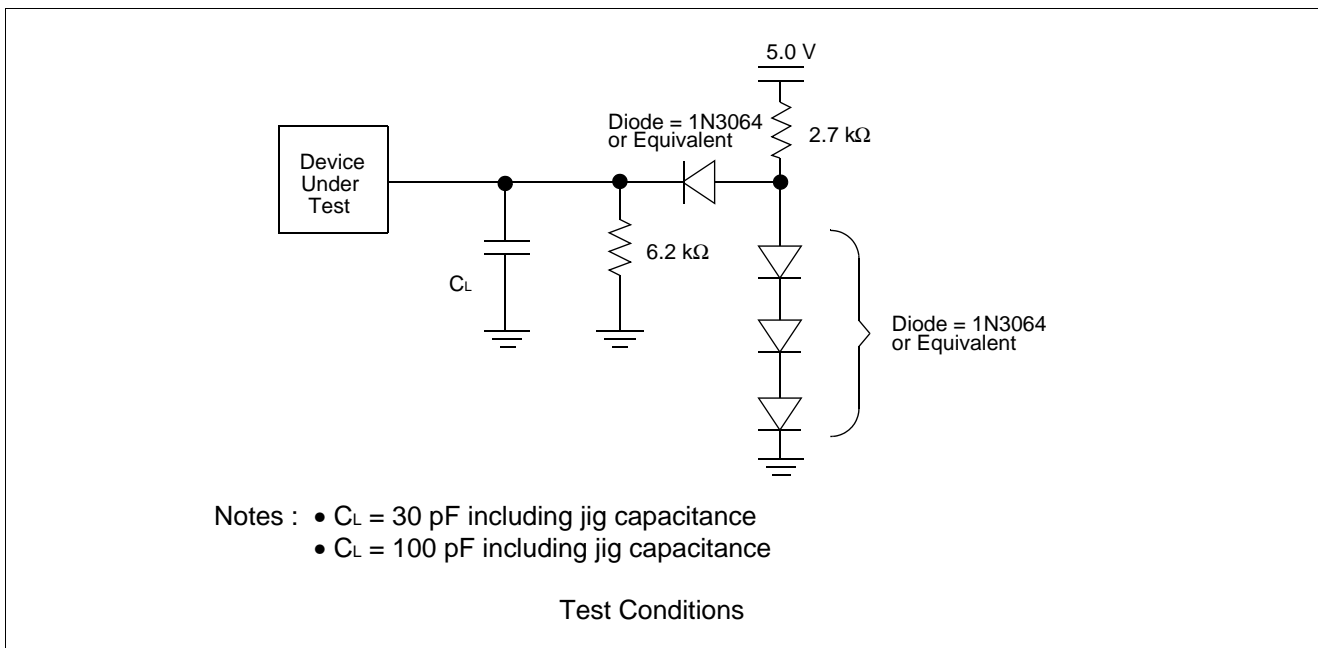 5.0 V
Diode = 1N3064
or Equivalent
2.7 kΩ
Device
Under
Test
6.2 kΩ
CL
Diode = 1N3064
or Equivalent
Notes : • CL = 30 pF including jig capacitance
• CL = 100 pF including jig capacitance
Test Conditions